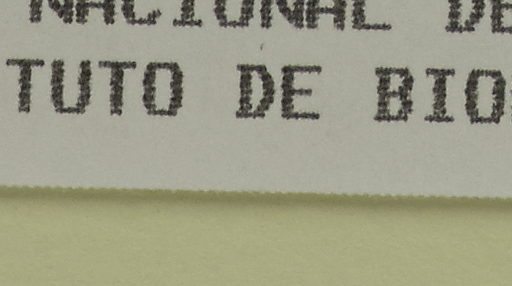 NACIONAL DE
TUTO DE BIO